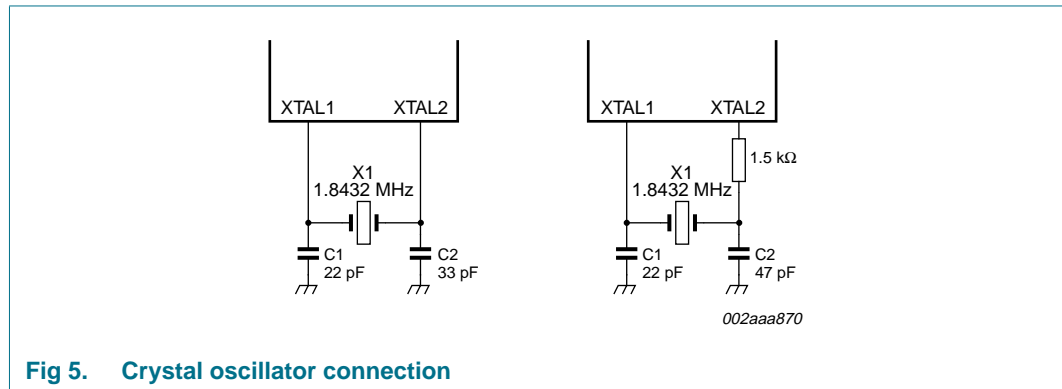 XTAL1 XTAL2
X1
1.8432 MHz
C1
22 pF
C2
33 pF
XTAL1 XTAL2
1.5 kΩ
X1
1.8432 MHz
C1
22 pF
C2
47 pF
002aaa870
Fig 5. Crystal oscillator connection